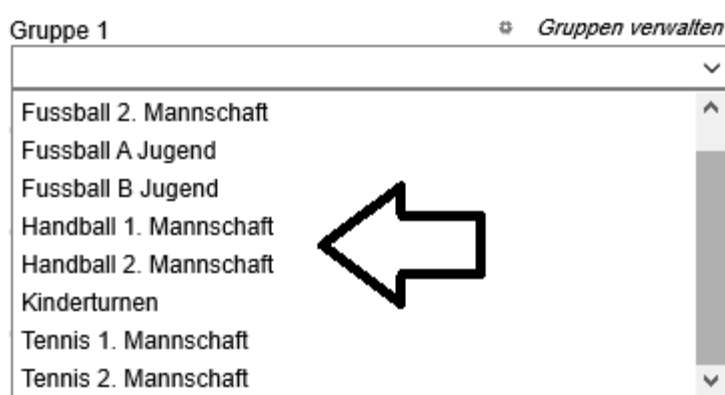 Gruppe 1 Gruppen verwalten
Fussball 2. Mannschaft
Fussball A Jugend
Fussball B Jugend
Handball 1. Mannschaft
Handball 2. Mannschaft
Kinderturnen
Tennis 1. Mannschaft
Tennis 2. Mannschaft